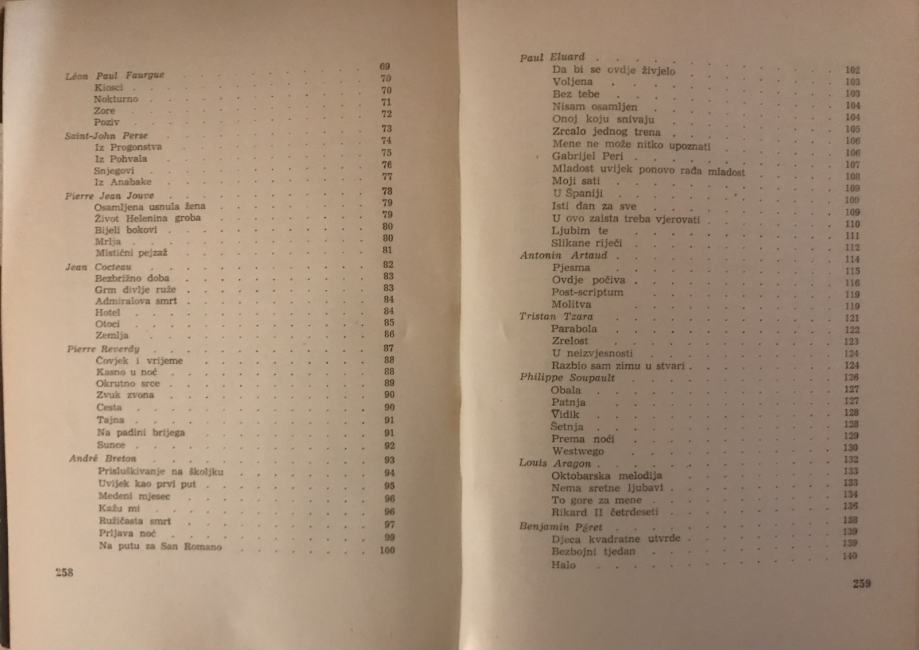 Léon Paul Faurgue 69
Kiosci 70
Nokturno 70
Zore 71
Poziv 72
Saint-John Perse 73
Iz Progonstva 74
Iz Pohvala 75
Snjegovi 76
Iz Anabake 77
Pierre Jean Jouve 78
Osamljena usnula žena 79
Život Helenina groba 79
Bijeli bokovi 80
Mrlja 80
Mistični pejzaž 81
Jean Cocteau 82
Bezbrižno doba 83
Grm divlje ruže 83
Admiralova smrt 84
Hotel 84
Otoci 85
Zemlja 86
Pierre Reverdy 87
Čovjek i vrijeme 88
Kasno u noć 88
Okrutno srce 89
Zvuk zvona 90
Cesta 90
Tajna 91
Na padini brijega 91
Sunce 92
André Breton 93
Prisluškivanje na školjku 94
Uvijek kao prvi put 95
Medeni mjesec 96
Kažu mi 96
Ružičasta smrt 97
Prljava noć 99
Na putu za San Romano 100
258
Paul Eluard 102
Da bi se ovdje živjelo 103
Voljena 103
Bez tebe 104
Nisam osamljen 104
Onoj koju snivaju 105
Zrcalo jednog trena 106
Mene ne može nitko upoznati 106
Gabrijel Peri 107
Mladost uvijek ponovo rađa mladost 108
Moji sati 109
U Španiji 109
Isti dan za sve 109
U ovo zaista treba vjerovati 110
Ljubim te 111
Slikane riječi 112
Antonin Artaud 114
Pjesma 115
Ovdje počiva 116
Post-scriptum 119
Molitva 119
Tristan Tzara 121
Parabola 122
Zrelost 123
U neizvjesnosti 124
Razbio sam zimu u stvari 124
Philippe Soupault 126
Obala 127
Patnja 127
Vidik 128
Šetnja 128
Prema noći 129
Westwego 130
Louis Aragon 132
Oktobarska melodija 133
Nema sretne ljubavi 133
To gore za mene 134
Rikard II četrdeseti 136
Benjamin Péret 138
Djeca kvadratne utvrde 139
Bezbojni tjedan 139
Halo 140
259